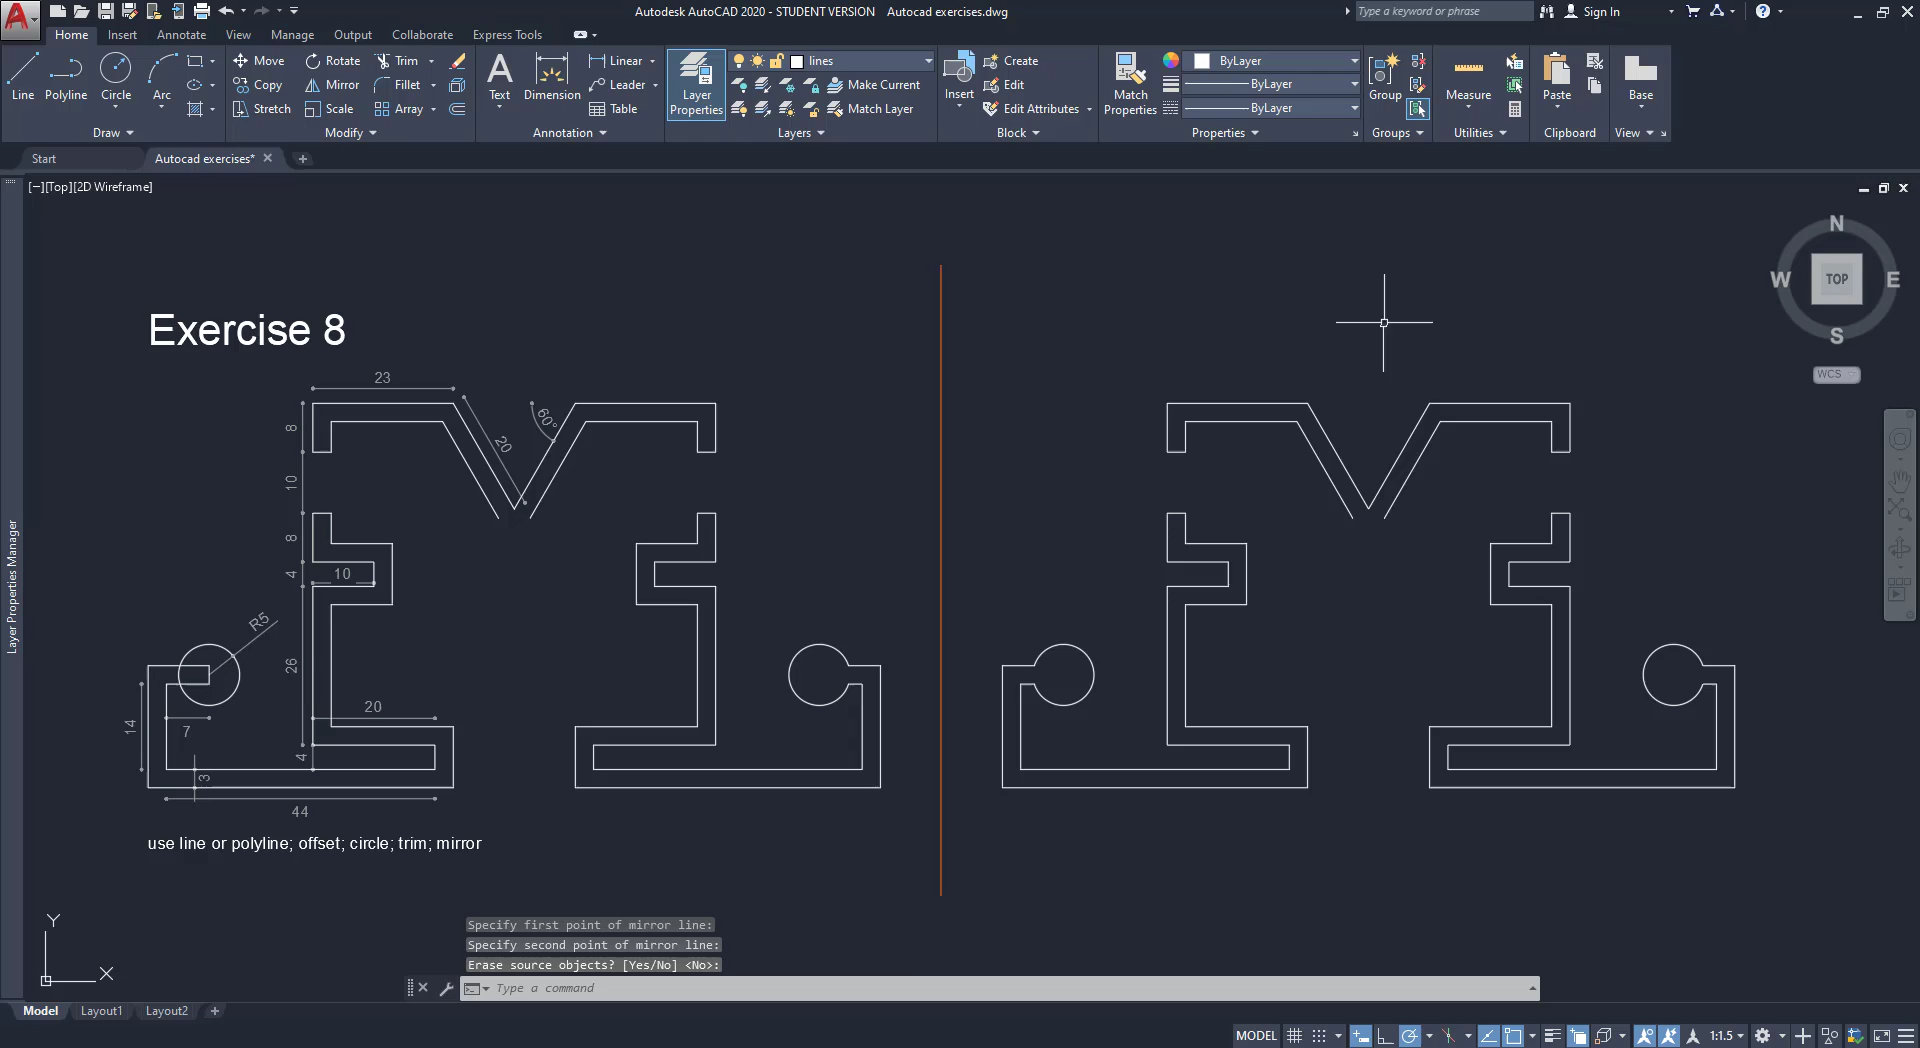 Autodesk AutoCAD 2020 - STUDENT VERSION Autocad exercises.dwg
Type a keyword or phrase
Sign In
Home Insert Annotate View Manage Output Collaborate Express Tools
Line Polyline Circle Arc
Move Rotate Trim
Copy Mirror Fillet
Stretch Scale Array
Text Dimension
Linear
Leader
Table
Layer Properties
lines
Make Current
Match Layer
Insert
Create
Edit
Edit Attributes
Match Properties
ByLayer
ByLayer
ByLayer
Group
Measure
Paste
Base
Draw Modify Annotation Layers Block Properties Groups Utilities Clipboard View
Start Autocad exercises*
[−][Top][2D Wireframe]
N
W TOP E
S
WCS
Layer Properties Manager
Exercise 8
23
8
60°
20
10
8
4
10
R5
26
20
14
7
4
3
44
use line or polyline; offset; circle; trim; mirror
Y
X
Specify first point of mirror line:
Specify second point of mirror line:
Erase source objects? [Yes/No] <No>:
Type a command
Model Layout1 Layout2
MODEL 1:1.5